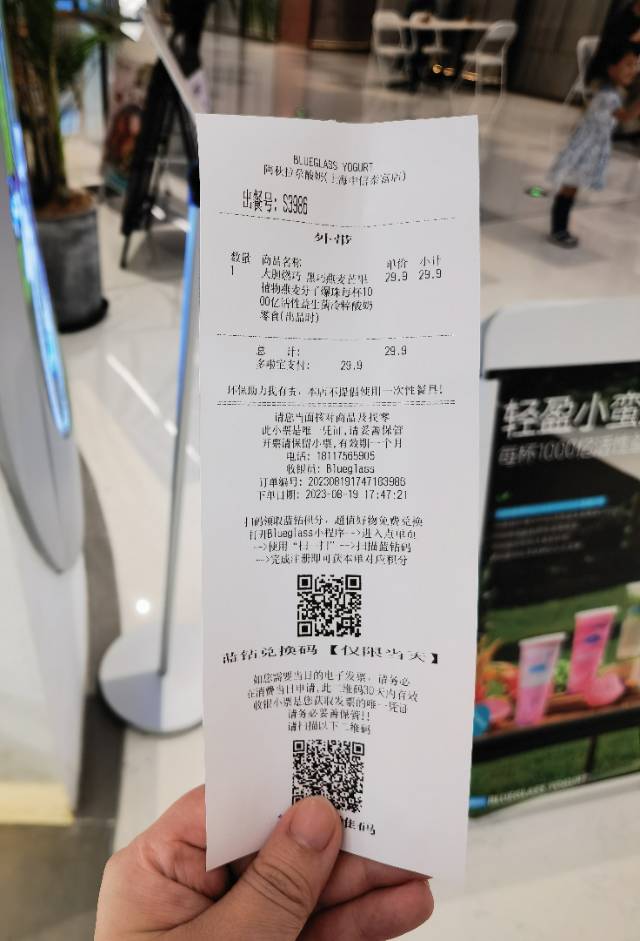 BLUEGLASS YOGURT
阿秋拉尕酸奶(上海中信泰富店)
出餐号: S3986
外带
数量 商品名称 单价 小计
1 大胆燃巧 黑巧燕麦芒果 29.9 29.9
植物燕麦分子爆珠每杯10
00亿活性益生菌冷榨酸奶
零食(出品时)
总 计: 29.9
多啦宝支付: 29.9
环保助力我有责，本店不提倡使用一次性餐具!
请您当面核对商品及找零
此小票是唯一凭证,请妥善保管
开票请保留小票,有效期一个月
电话: 18117565905
收银员: Blueglass
订单编号: 202308191747103986
下单日期: 2023-08-19 17:47:21
扫码领取蓝钻积分，超值好物免费兑换
打开Blueglass小程序-->进入点单页
-->使用"扫一扫"-->扫描蓝钻码
-->完成注册即可获本单对应积分
蓝钻兑换码【仅限当天】
如您需要当日的电子发票，请务必
在消费当日申请,此二维码30天内有效
收银小票是您获取发票的唯一凭证
请务必妥善保管!!
请扫描以下二维码
维码
轻盈小蛮
每杯1000亿活性
BLUEGLASS YOGURT